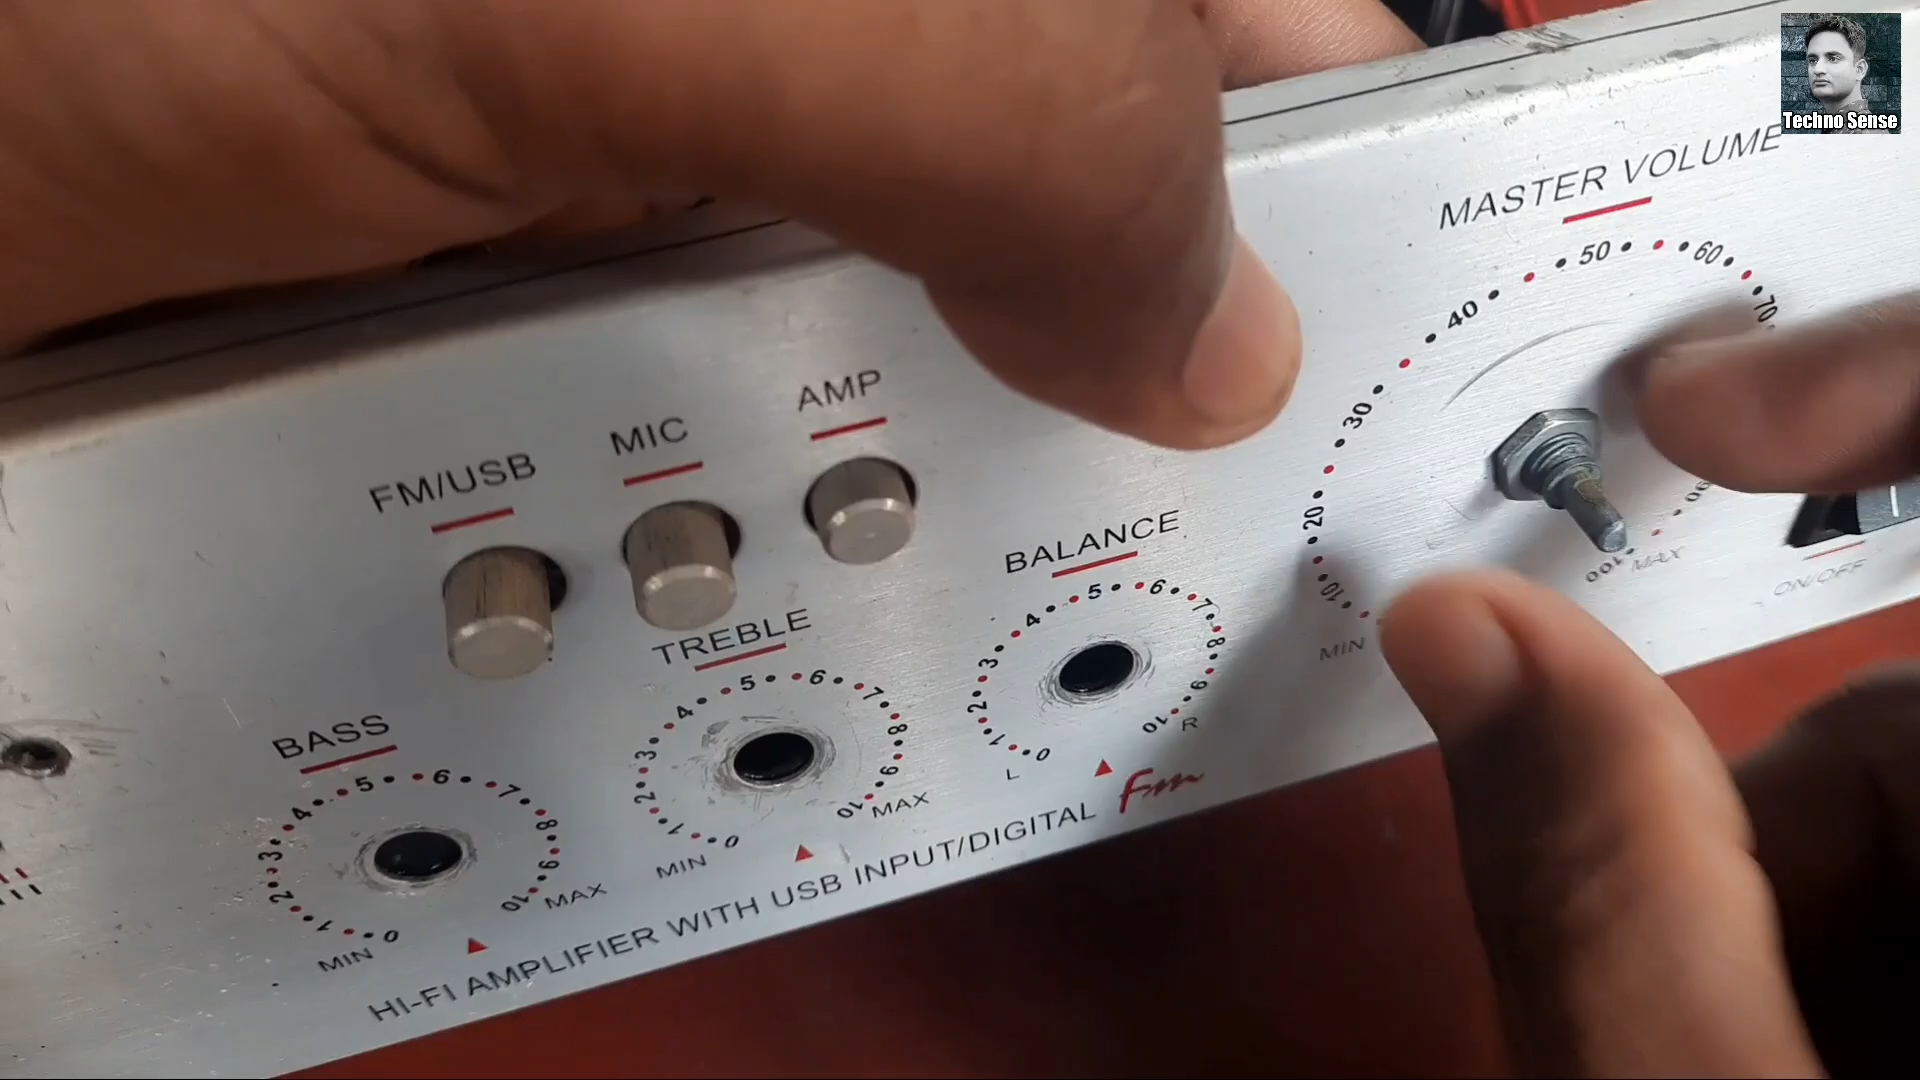 Techno Sense
MASTER VOLUME
10 20 30 40 50 60 70 90 100
MIN MAX
ON/OFF
FM/USB
MIC
AMP
BASS
0 1 2 3 4 5 6 7 8 9 10
MIN MAX
TREBLE
0 1 2 3 4 5 6 7 8 9 10
MIN MAX
BALANCE
0 1 2 3 4 5 6 7 8 9 10
L R
HI-FI AMPLIFIER WITH USB INPUT/DIGITAL Fm